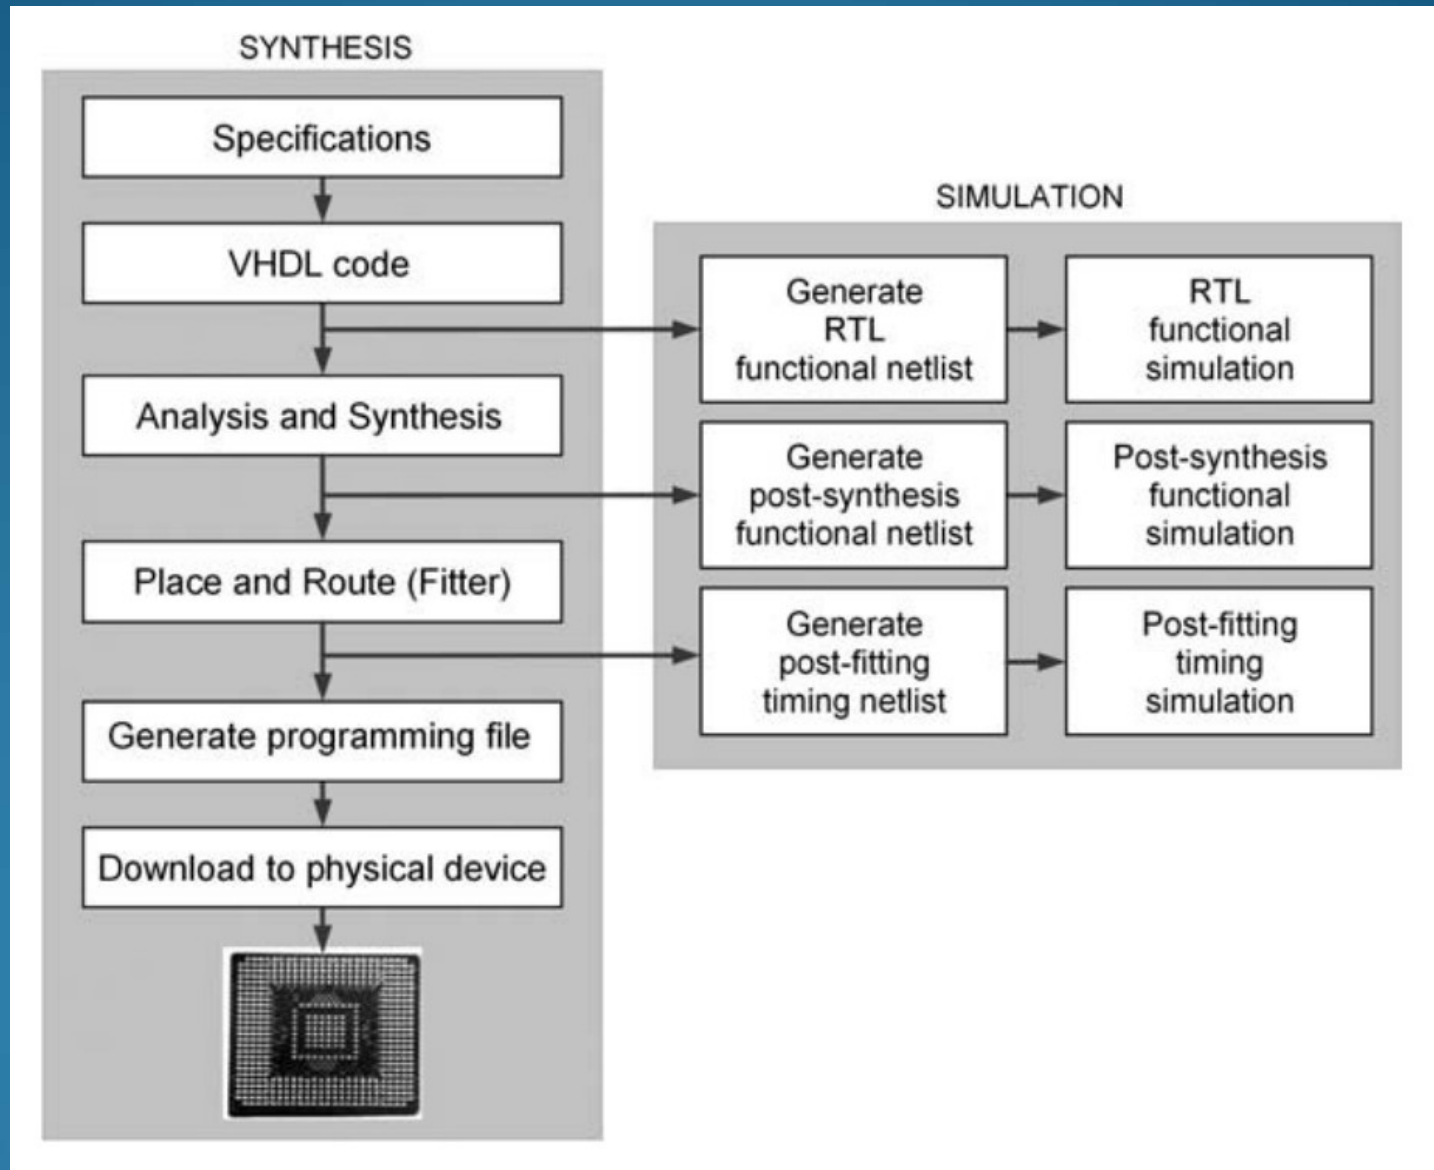 SYNTHESIS
Specifications
VHDL code
Analysis and Synthesis
Place and Route (Fitter)
Generate programming file
Download to physical device
SIMULATION
Generate
RTL
functional netlist
RTL
functional
simulation
Generate
post-synthesis
functional netlist
Post-synthesis
functional
simulation
Generate
post-fitting
timing netlist
Post-fitting
timing
simulation